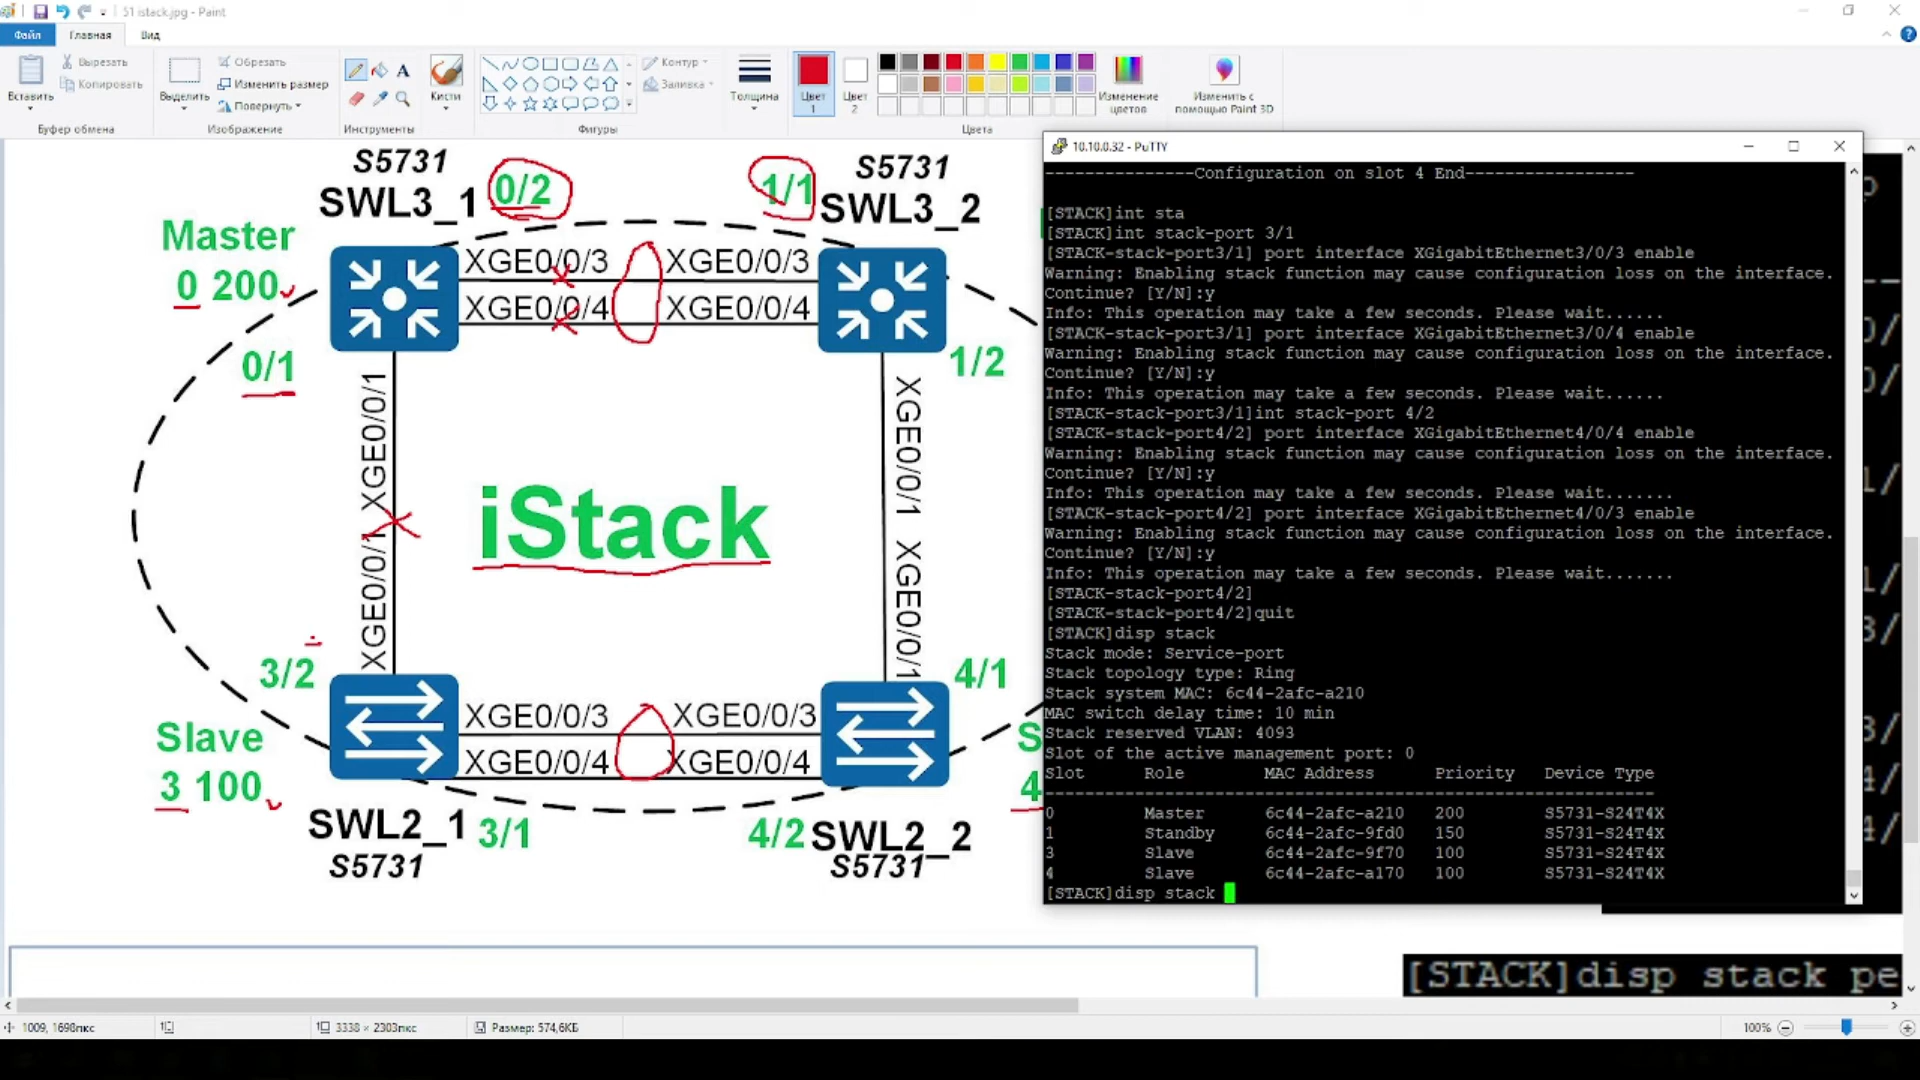 51 istack.jpg - Paint
Файл
Главная
Вид
Вставить
Вырезать
Копировать
Буфер обмена
Выделить
Обрезать
Изменить размер
Повернуть
Изображение
Инструменты
Кисти
Фигуры
Контур
Заливка
Толщина
Цвет 1
Цвет 2
Цвета
Изменение цветов
Изменить с помощью Paint 3D
S5731
SWL3_1
0/2
1/1
S5731
SWL3_2
Master
0 200
0/1
XGE0/0/3
XGE0/0/3
XGE0/0/4
XGE0/0/4
1/2
XGE0/0/1
XGE0/0/1
XGE0/0/1
XGE0/0/1
iStack
3/2
4/1
Slave
3 100
XGE0/0/3
XGE0/0/3
XGE0/0/4
XGE0/0/4
S
4
SWL2_1
3/1
S5731
4/2
SWL2_2
S5731
10.10.0.32 - PuTTY
---------------Configuration on slot 4 End-----------------
[STACK]int sta
[STACK]int stack-port 3/1
[STACK-stack-port3/1] port interface XGigabitEthernet3/0/3 enable
Warning: Enabling stack function may cause configuration loss on the interface.
Continue? [Y/N]:y
Info: This operation may take a few seconds. Please wait......
[STACK-stack-port3/1] port interface XGigabitEthernet3/0/4 enable
Warning: Enabling stack function may cause configuration loss on the interface.
Continue? [Y/N]:y
Info: This operation may take a few seconds. Please wait......
[STACK-stack-port3/1]int stack-port 4/2
[STACK-stack-port4/2] port interface XGigabitEthernet4/0/4 enable
Warning: Enabling stack function may cause configuration loss on the interface.
Continue? [Y/N]:y
Info: This operation may take a few seconds. Please wait.......
[STACK-stack-port4/2] port interface XGigabitEthernet4/0/3 enable
Warning: Enabling stack function may cause configuration loss on the interface.
Continue? [Y/N]:y
Info: This operation may take a few seconds. Please wait.......
[STACK-stack-port4/2]
[STACK-stack-port4/2]quit
[STACK]disp stack
Stack mode: Service-port
Stack topology type: Ring
Stack system MAC: 6c44-2afc-a210
MAC switch delay time: 10 min
Stack reserved VLAN: 4093
Slot of the active management port: 0
Slot Role MAC Address Priority Device Type
-------------------------------------------------------------
0 Master 6c44-2afc-a210 200 S5731-S24T4X
1 Standby 6c44-2afc-9fd0 150 S5731-S24T4X
3 Slave 6c44-2afc-9f70 100 S5731-S24T4X
4 Slave 6c44-2afc-a170 100 S5731-S24T4X
[STACK]disp stack
[STACK]disp stack pe
1009, 1698пкс
3338 × 2303пкс
Размер: 574,6КБ
100%